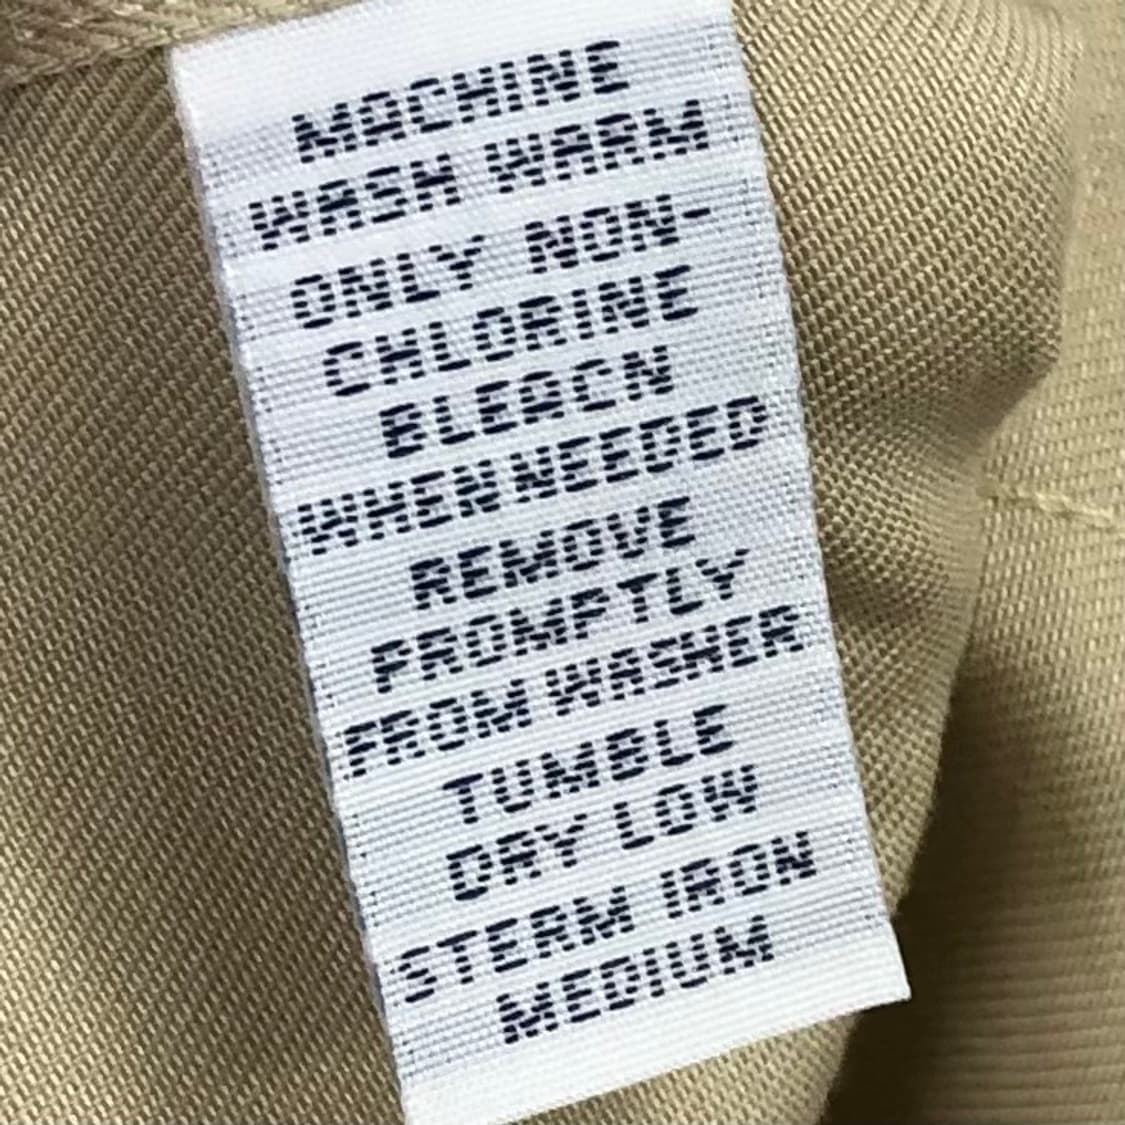 MACHINE
WASH WARM
ONLY NON-
CHLORINE
BLEACN
WHEN NEEDED
REMOVE
PROMPTLY
FROM WASHER
TUMBLE
DRY LOW
STERM IRON
MEDIUM